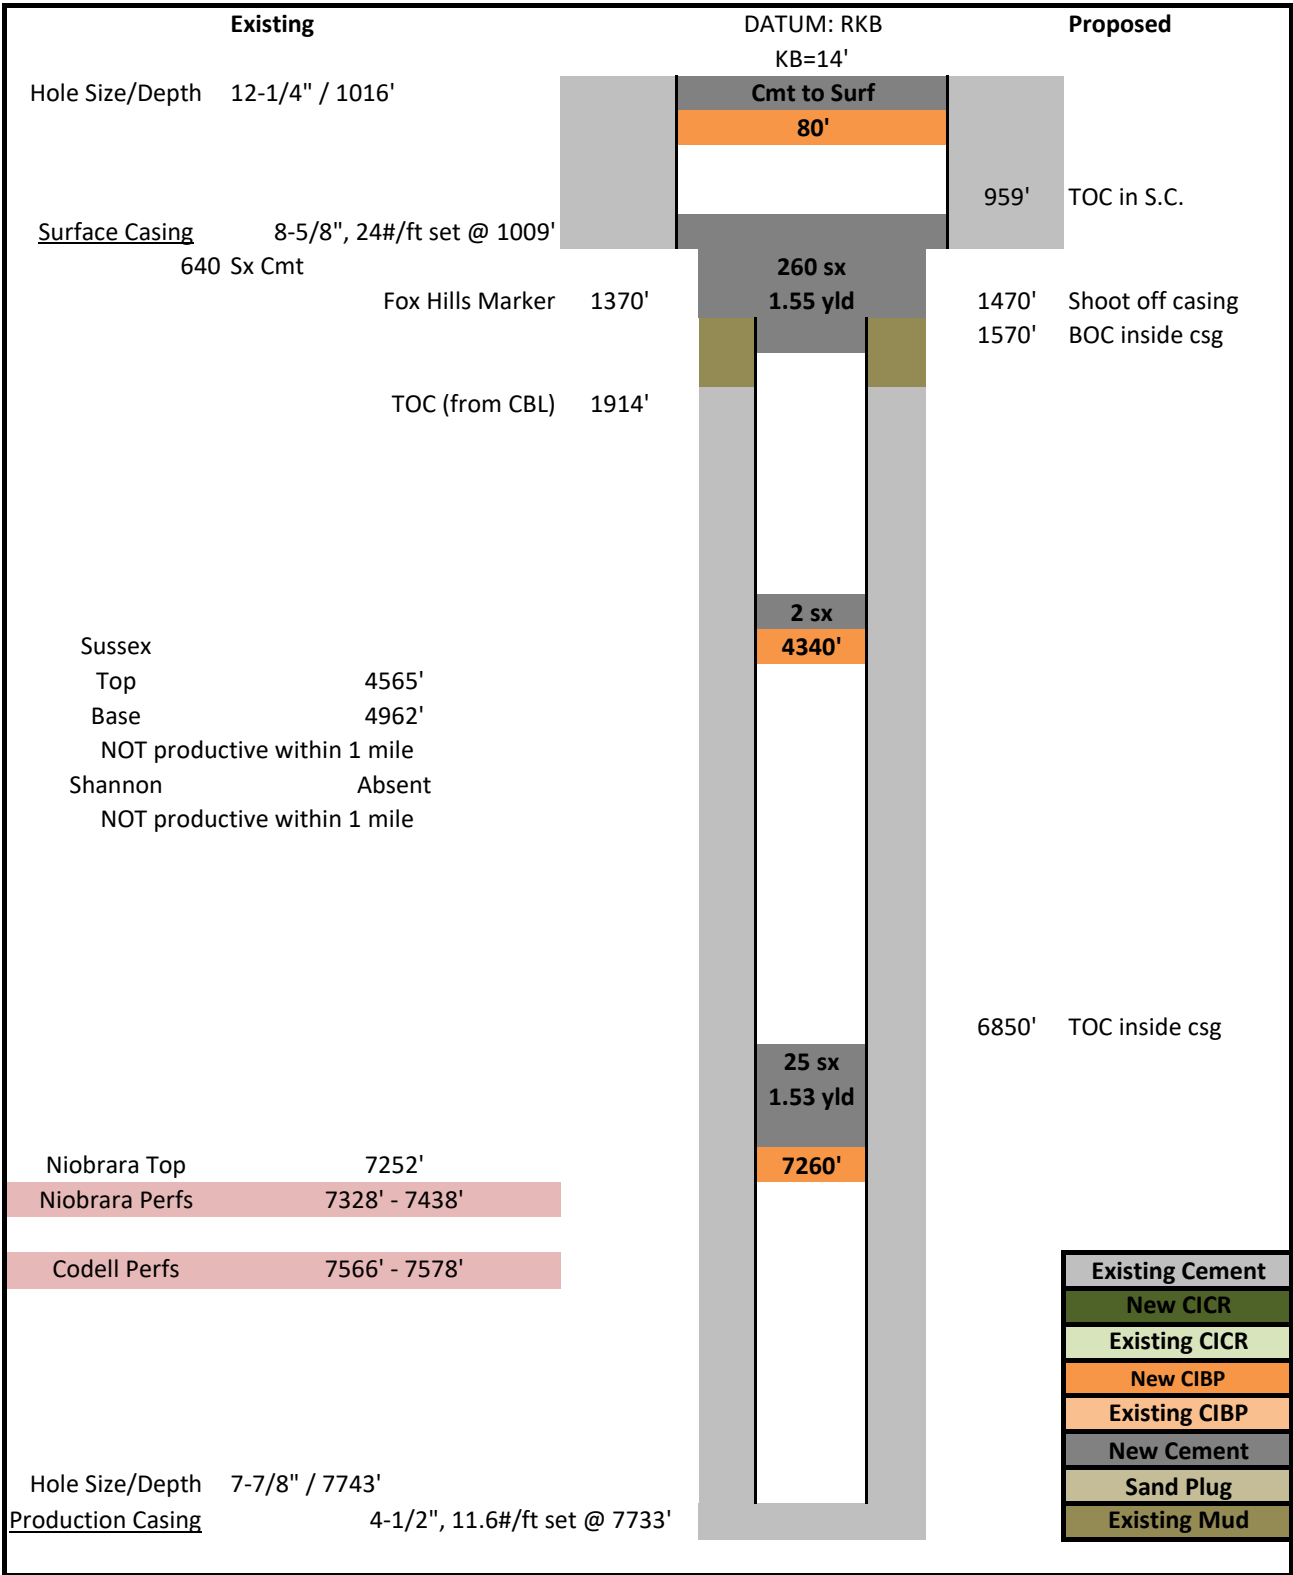 Existing DATUM: RKB Proposed
KB=14'
Hole Size/Depth 12-1/4" / 1016' Cmt to Surf
80'
959' TOC in S.C.
Surface Casing 8-5/8", 24#/ft set @ 1009'
640 Sx Cmt 260 sx
Fox Hills Marker 1370' 1.55 yld 1470' Shoot off casing
1570' BOC inside csg
TOC (from CBL) 1914'
2 sx
Sussex 4340'
Top 4565'
Base 4962'
NOT productive within 1 mile
Shannon Absent
NOT productive within 1 mile
6850' TOC inside csg
25 sx
1.53 yld
Niobrara Top 7252' 7260'
Niobrara Perfs 7328' - 7438'
Codell Perfs 7566' - 7578'
Existing Cement
New CICR
Existing CICR
New CIBP
Existing CIBP
New Cement
Hole Size/Depth 7-7/8" / 7743' Sand Plug
Production Casing 4-1/2", 11.6#/ft set @ 7733' Existing Mud